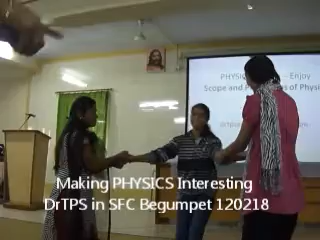 PHYSICS
Enjoy
Scope and
of Physi
Making PHYSICS Interesting
DrTPS in SFC Begumpet 120218